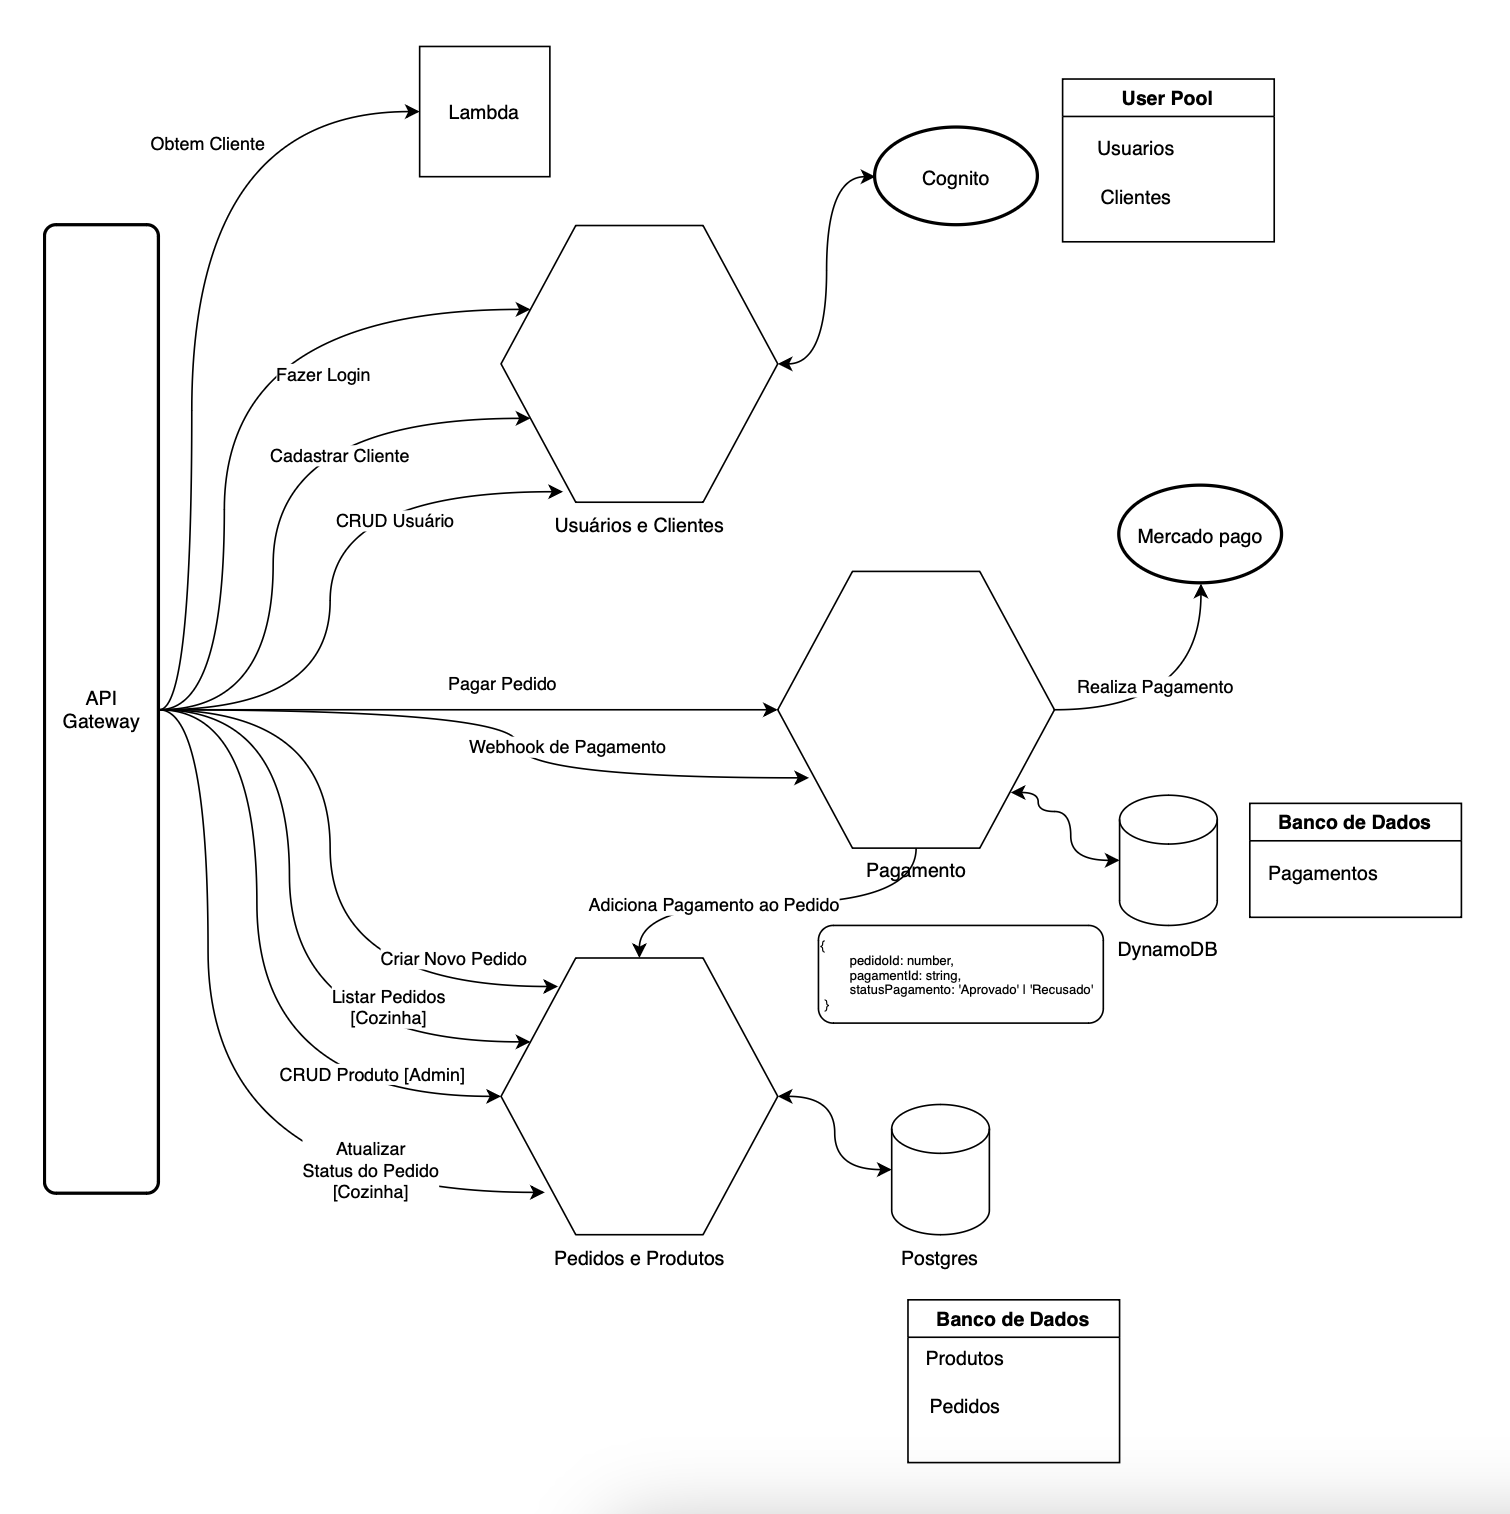 Lambda
Obtem Cliente
User Pool
Usuarios
Clientes
Cognito
Fazer Login
Cadastrar Cliente
CRUD Usuário
Usuários e Clientes
Mercado pago
API
Gateway
Pagar Pedido
Realiza Pagamento
Webhook de Pagamento
Pagamento
Banco de Dados
Pagamentos
DynamoDB
Adiciona Pagamento ao Pedido
{
pedidoId: number,
pagamentId: string,
statusPagamento: 'Aprovado' | 'Recusado'
}
Criar Novo Pedido
Listar Pedidos
[Cozinha]
CRUD Produto [Admin]
Atualizar
Status do Pedido
[Cozinha]
Pedidos e Produtos
Postgres
Banco de Dados
Produtos
Pedidos